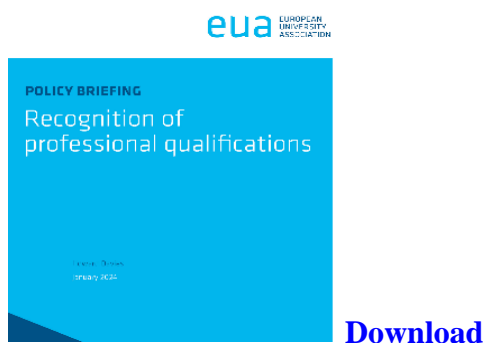 eua EUROPEAN
UNIVERSITY
ASSOCIATION
POLICY BRIEFING
Recognition of
professional qualifications
January 2024
Download